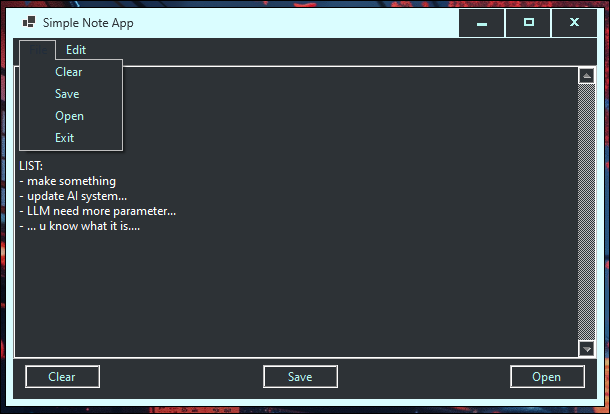 Simple Note App
Edit
Clear
Save
Open
Exit
LIST:
- make something
- update AI system...
- LLM need more parameter...
- ... u know what it is....
Clear
Save
Open